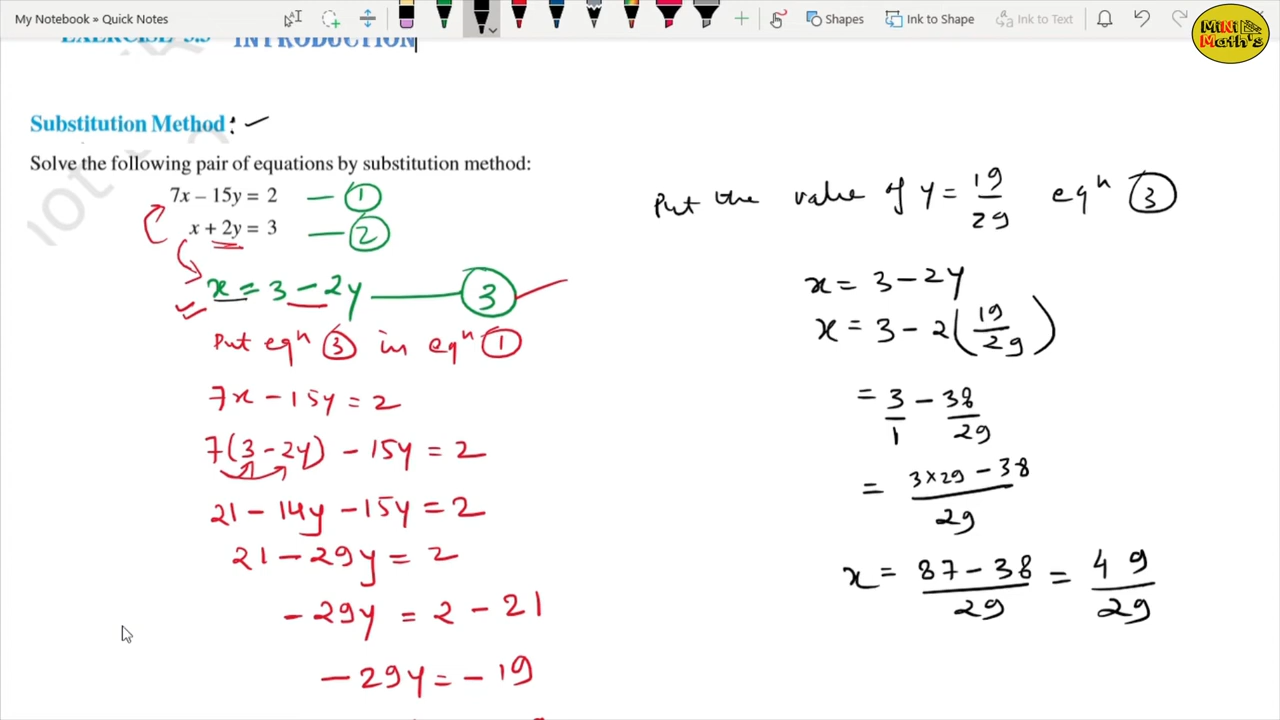 My Notebook » Quick Notes
Shapes
Ink to Shape
Ink to Text
MiNi
Math's
INTRODUCTION
Substitution Method :
Solve the following pair of equations by substitution method:
7x – 15y = 2 — 1
x + 2y = 3 — 2
x = 3 – 2y — 3
Put eqn 3 in eqn 1
7x – 15y = 2
7(3 – 2y) – 15y = 2
21 – 14y – 15y = 2
21 – 29y = 2
– 29y = 2 – 21
– 29y = – 19
Put the value of y = 19/29 eqn 3
x = 3 – 2y
x = 3 – 2(19/29)
= 3/1 – 38/29
= 3×29 – 38/29
x = 87 – 38/29 = 49/29